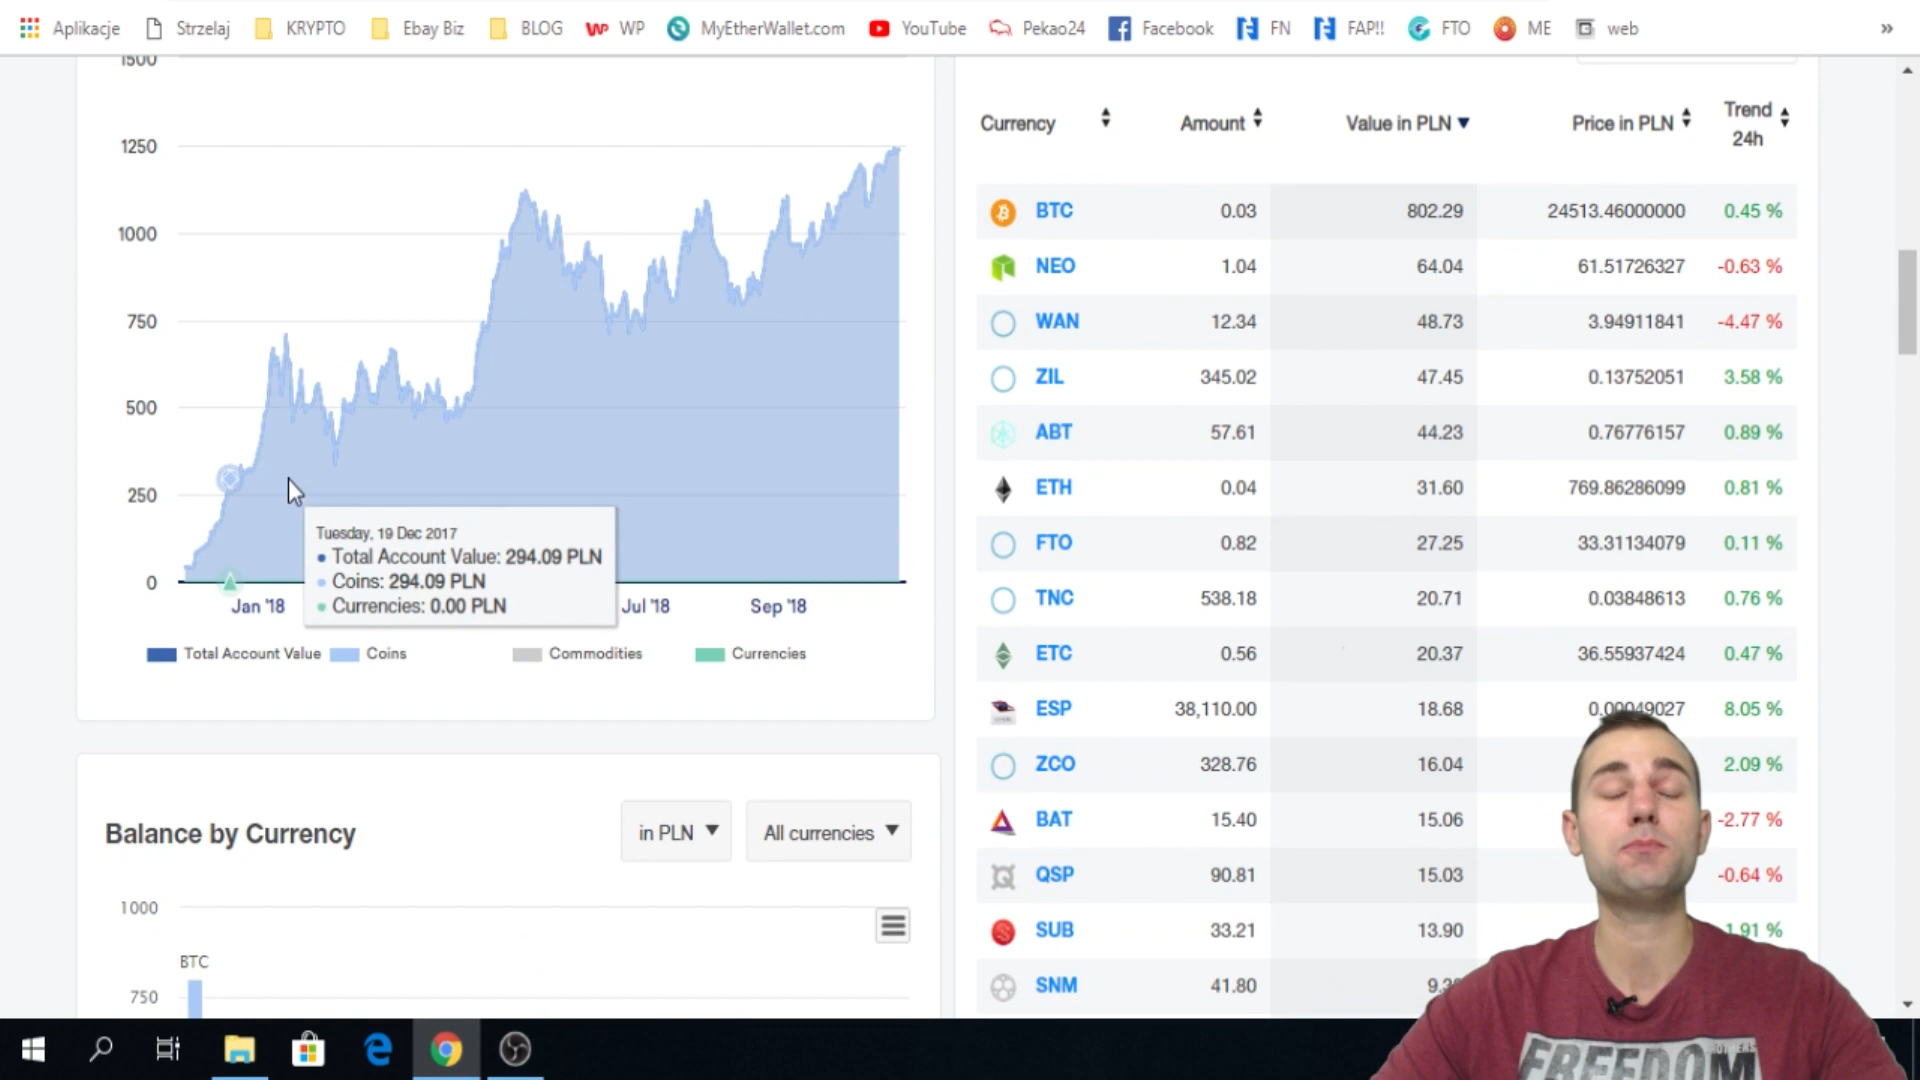 Aplikacje Strzelaj KRYPTO Ebay Biz BLOG WP MyEtherWallet.com YouTube Pekao24 Facebook FN FAP!! FTO ME web »
1500
1250
1000
750
500
250
0
Jan '18 Jul '18 Sep '18
Tuesday, 19 Dec 2017
• Total Account Value: 294.09 PLN
• Coins: 294.09 PLN
• Currencies: 0.00 PLN
Total Account Value Coins Commodities Currencies
Balance by Currency
in PLN ▼ All currencies ▼
1000
BTC
750
Currency Amount Value in PLN ▼ Price in PLN Trend 24h
BTC 0.03 802.29 24513.46000000 0.45 %
NEO 1.04 64.04 61.51726327 -0.63 %
WAN 12.34 48.73 3.94911841 -4.47 %
ZIL 345.02 47.45 0.13752051 3.58 %
ABT 57.61 44.23 0.76776157 0.89 %
ETH 0.04 31.60 769.86286099 0.81 %
FTO 0.82 27.25 33.31134079 0.11 %
TNC 538.18 20.71 0.03848613 0.76 %
ETC 0.56 20.37 36.55937424 0.47 %
ESP 38,110.00 18.68 0.00049027 8.05 %
ZCO 328.76 16.04 2.09 %
BAT 15.40 15.06 -2.77 %
QSP 90.81 15.03 -0.64 %
SUB 33.21 13.90 1.91 %
SNM 41.80
FREEDOM